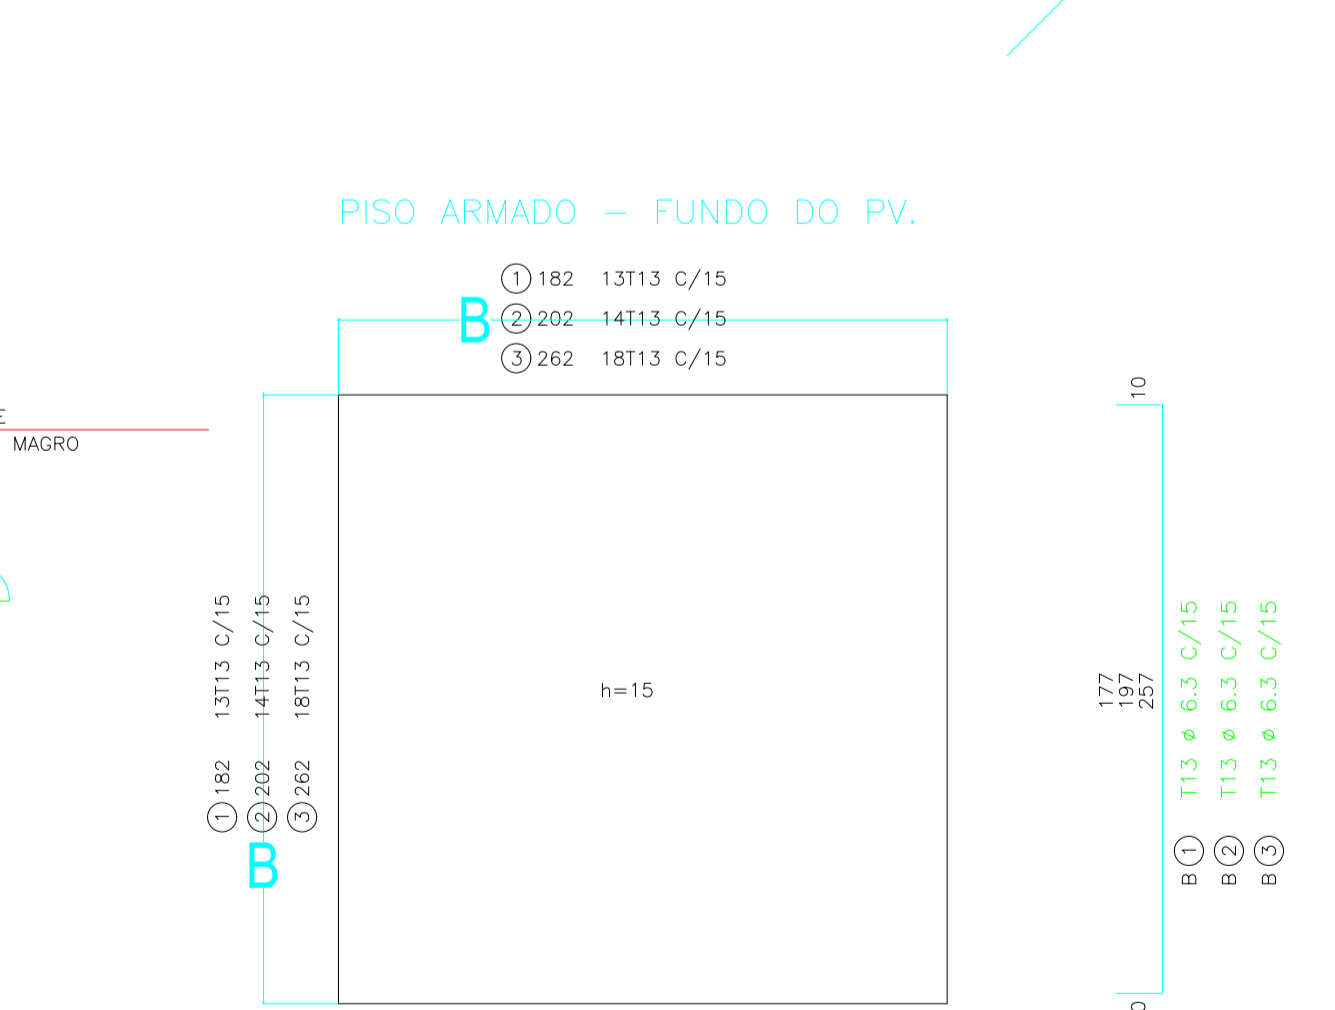 PISO ARMADO – FUNDO DO PV.
1 182 13T13 C/15
B 2 202 14T13 C/15
3 262 18T13 C/15
10
MAGRO
1 182 13T13 C/15
2 202 14T13 C/15
3 262 18T13 C/15
B
h=15
177
197
257
B 1 T13 ø 6.3 C/15
B 2 T13 ø 6.3 C/15
B 3 T13 ø 6.3 C/15